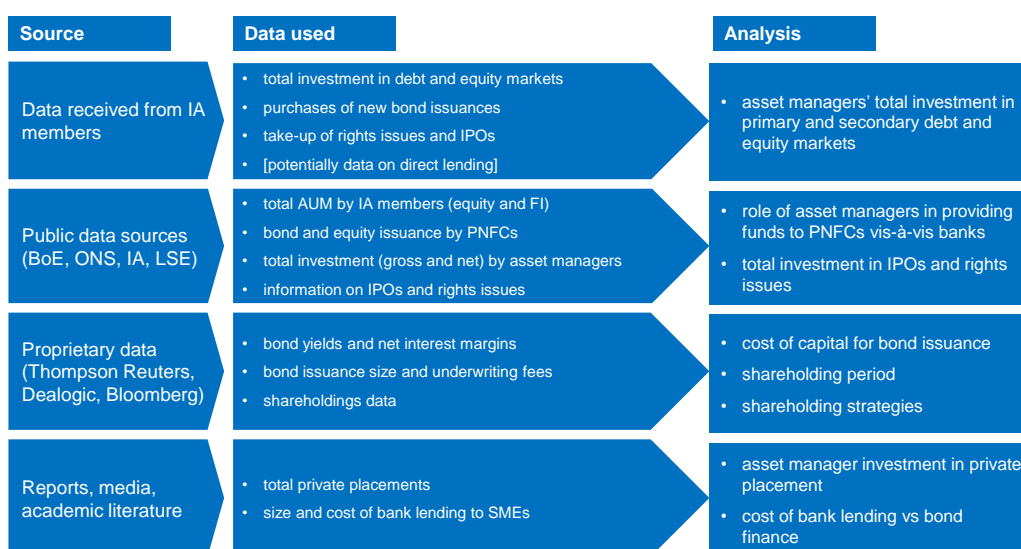 Source
Data used
Analysis
Data received from IA
members
• total investment in debt and equity markets
• purchases of new bond issuances
• take-up of rights issues and IPOs
• [potentially data on direct lending]
• asset managers' total investment in
primary and secondary debt and
equity markets
Public data sources
(BoE, ONS, IA, LSE)
• total AUM by IA members (equity and FI)
• bond and equity issuance by PNFCs
• total investment (gross and net) by asset managers
• information on IPOs and rights issues
• role of asset managers in providing
funds to PNFCs vis-à-vis banks
• total investment in IPOs and rights
issues
Proprietary data
(Thompson Reuters,
Dealogic, Bloomberg)
• bond yields and net interest margins
• bond issuance size and underwriting fees
• shareholdings data
• cost of capital for bond issuance
• shareholding period
• shareholding strategies
Reports, media,
academic literature
• total private placements
• size and cost of bank lending to SMEs
• asset manager investment in private
placement
• cost of bank lending vs bond
finance